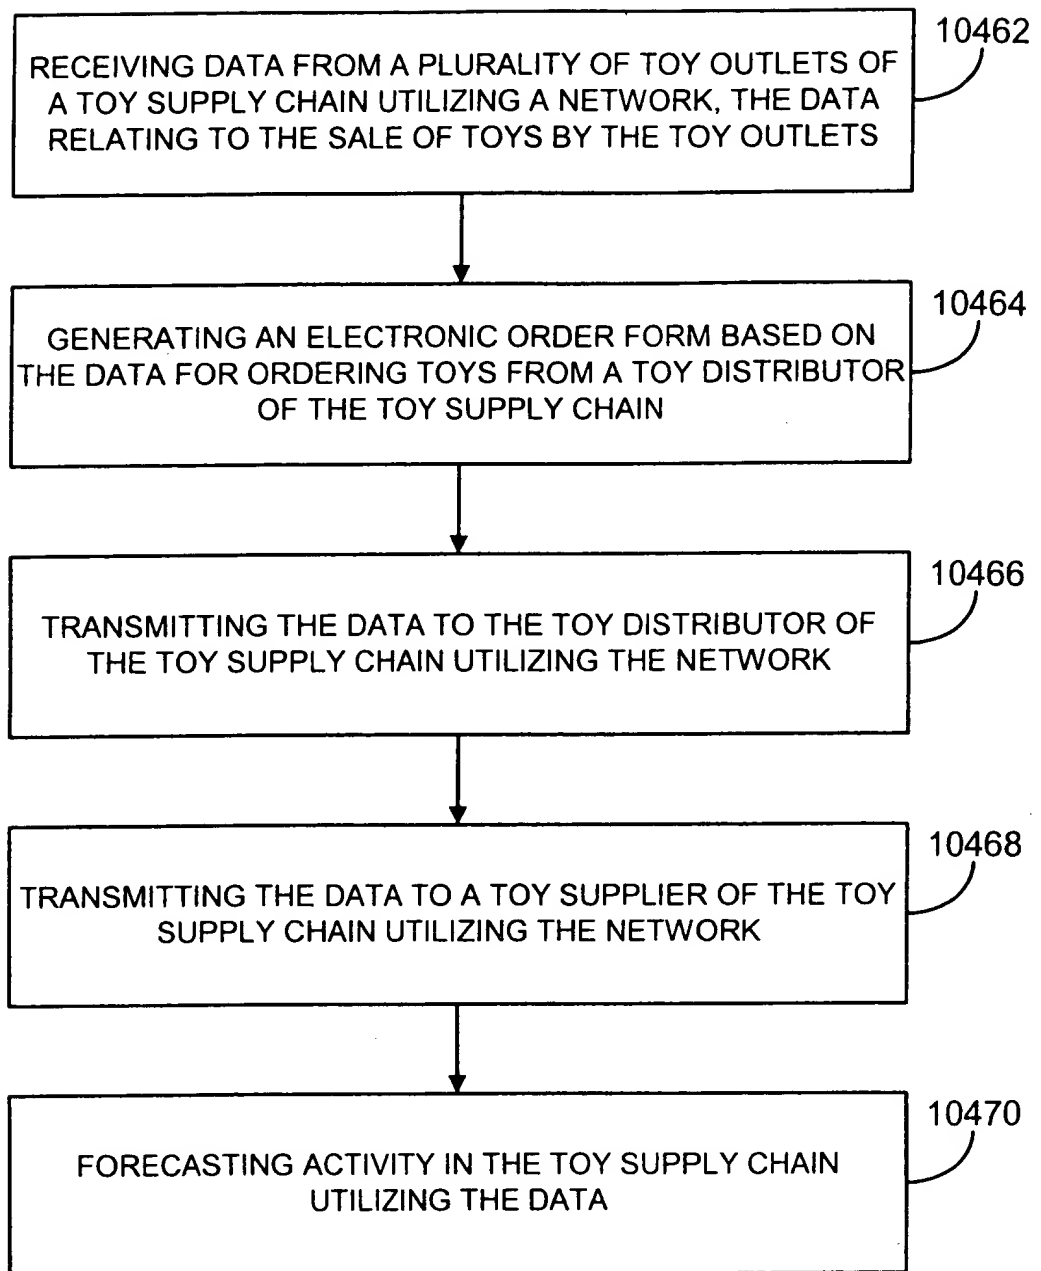 10462
RECEIVING DATA FROM A PLURALITY OF TOY OUTLETS OF
A TOY SUPPLY CHAIN UTILIZING A NETWORK, THE DATA
RELATING TO THE SALE OF TOYS BY THE TOY OUTLETS
10464
GENERATING AN ELECTRONIC ORDER FORM BASED ON
THE DATA FOR ORDERING TOYS FROM A TOY DISTRIBUTOR
OF THE TOY SUPPLY CHAIN
10466
TRANSMITTING THE DATA TO THE TOY DISTRIBUTOR OF
THE TOY SUPPLY CHAIN UTILIZING THE NETWORK
10468
TRANSMITTING THE DATA TO A TOY SUPPLIER OF THE TOY
SUPPLY CHAIN UTILIZING THE NETWORK
10470
FORECASTING ACTIVITY IN THE TOY SUPPLY CHAIN
UTILIZING THE DATA